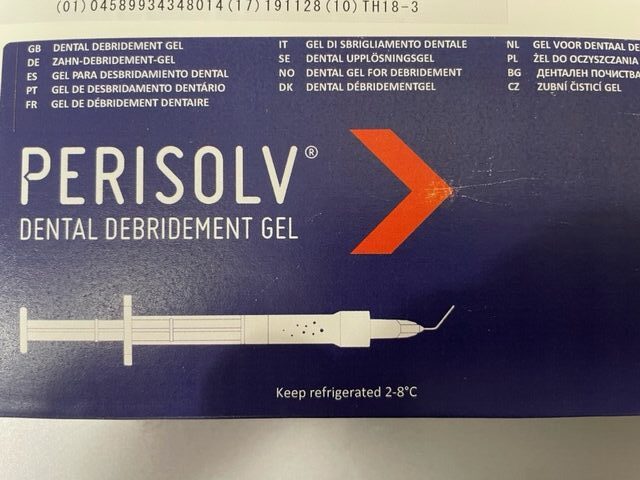 (01)04589934348014(17)191128(10)TH18-3
GB DENTAL DEBRIDEMENT GEL
DE ZAHN-DEBRIDEMENT-GEL
ES GEL PARA DESBRIDAMIENTO DENTAL
PT GEL DE DESBRIDAMENTO DENTÁRIO
FR GEL DE DÉBRIDEMENT DENTAIRE
IT GEL DI SBRIGLIAMENTO DENTALE
SE DENTAL UPPLÖSNINGSGEL
NO DENTAL GEL FOR DEBRIDEMENT
DK DENTAL DÉBRIDEMENTGEL
NL GEL VOOR DENTAAL DE
PL ŻEL DO OCZYSZCZANIA
BG ДЕНТАЛЕН ПОЧИСТВА
CZ ZUBNÍ ČISTICÍ GEL
PERISOLV®
DENTAL DEBRIDEMENT GEL
Keep refrigerated 2-8°C